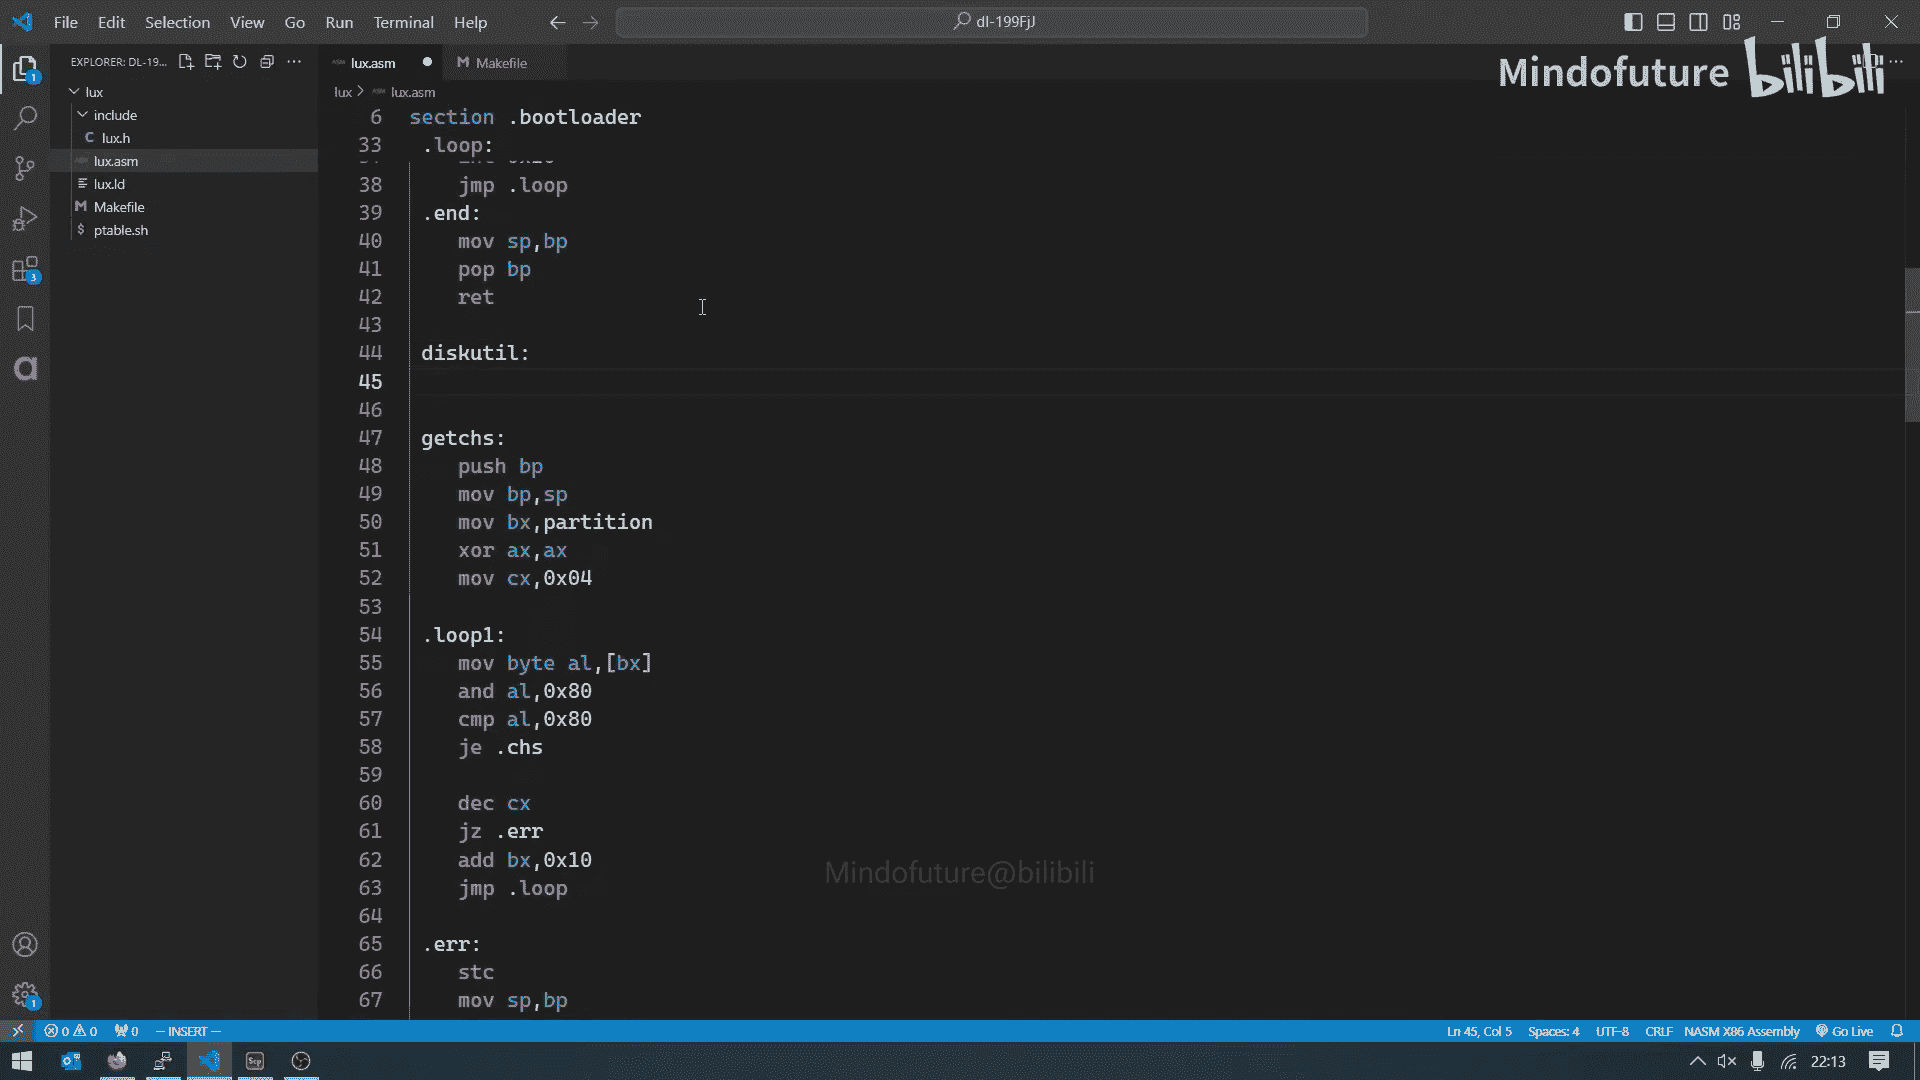 File Edit Selection View Go Run Terminal Help
dl-199FjJ
EXPLORER: DL-19...
lux.asm
Makefile
Mindofuture bilibili
lux
include
lux.h
lux.asm
lux.ld
Makefile
ptable.sh
lux > lux.asm
6 section .bootloader
33 .loop:
38 jmp .loop
39 .end:
40 mov sp,bp
41 pop bp
42 ret
43
44 diskutil:
45
46
47 getchs:
48 push bp
49 mov bp,sp
50 mov bx,partition
51 xor ax,ax
52 mov cx,0x04
53
54 .loop1:
55 mov byte al,[bx]
56 and al,0x80
57 cmp al,0x80
58 je .chs
59
60 dec cx
61 jz .err
62 add bx,0x10
63 jmp .loop
64
65 .err:
66 stc
67 mov sp,bp
Mindofuture@bilibili
0 0 0 -- INSERT --
Ln 45, Col 5 Spaces: 4 UTF-8 CRLF NASM X86 Assembly Go Live
22:13